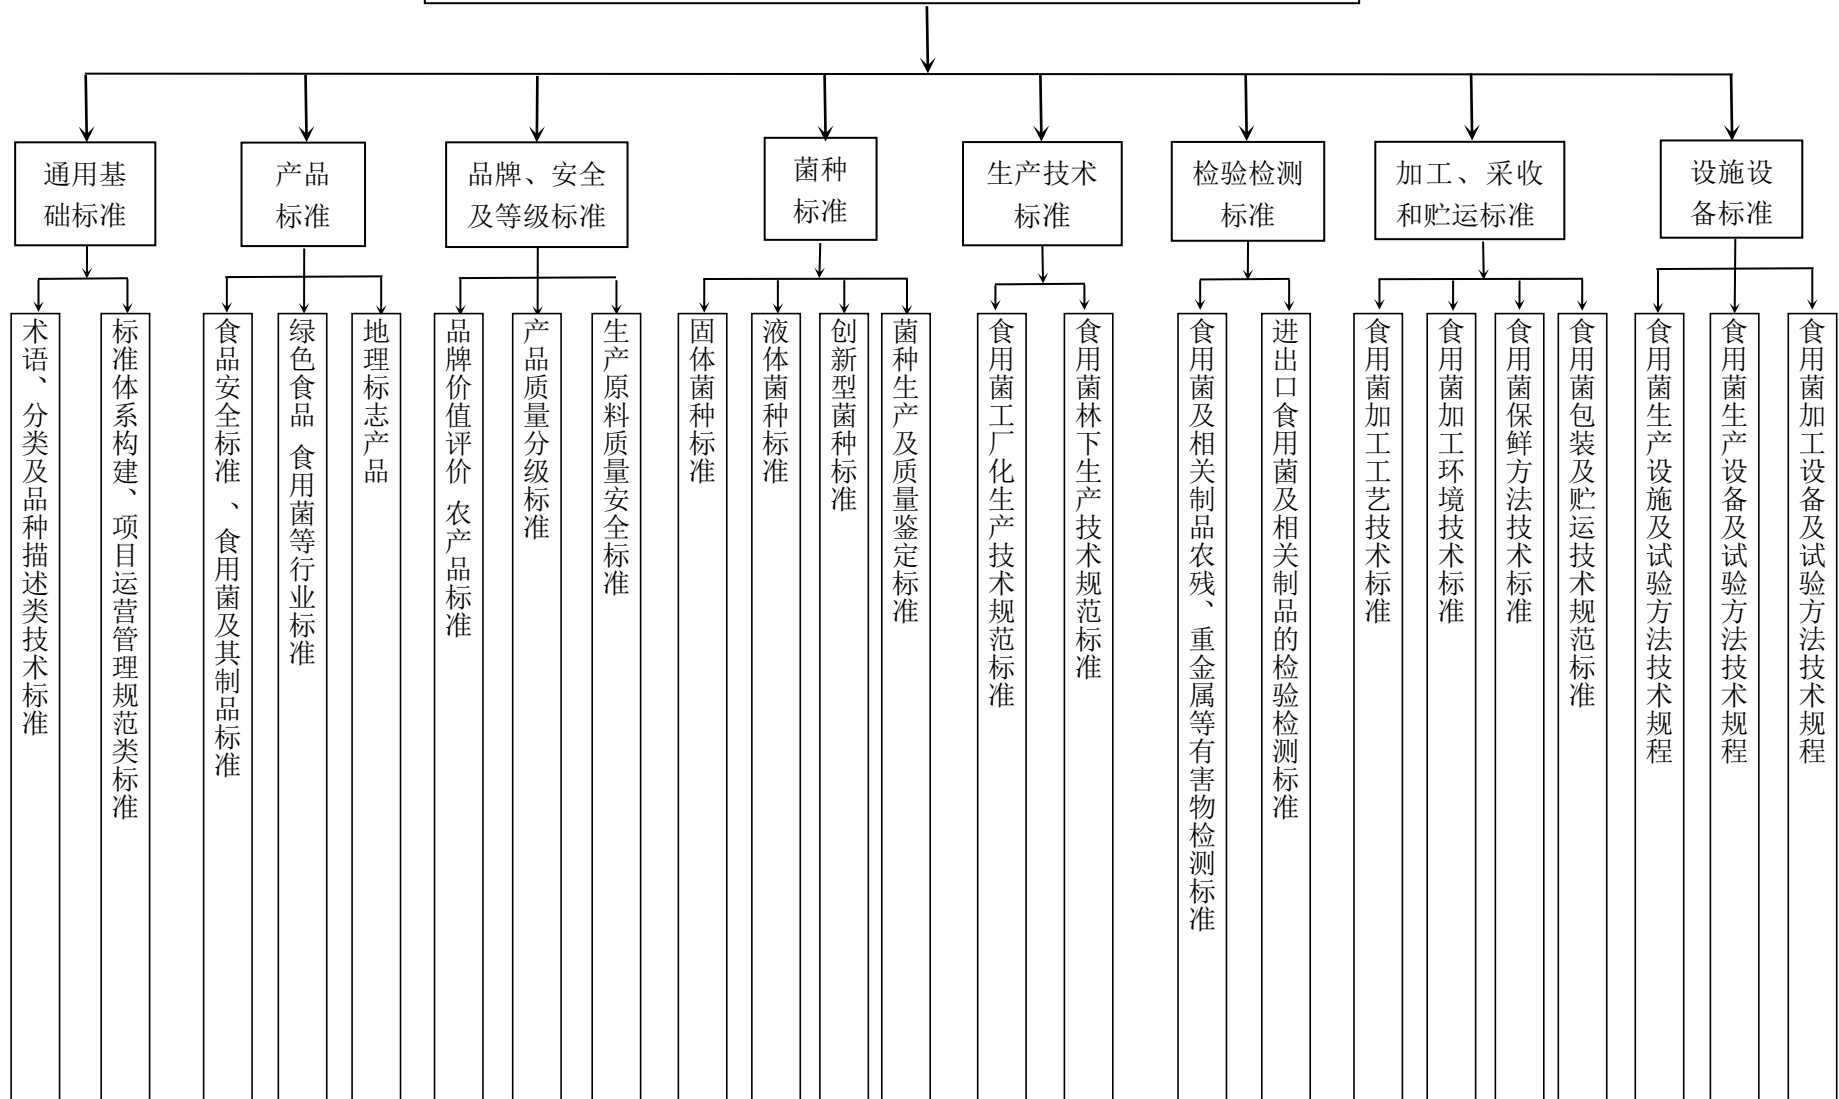 通用基
础标准
产品
标准
品牌、安全
及等级标准
菌种
标准
生产技术
标准
检验检测
标准
加工、采收
和贮运标准
设施设
备标准
术语、分类及品种描述类技术标准
标准体系构建、项目运营管理规范类标准
食品安全标准、食用菌及其制品标准
绿色食品 食用菌等行业标准
地理标志产品
品牌价值评价 农产品标准
产品质量分级标准
生产原料质量安全标准
固体菌种标准
液体菌种标准
创新型菌种标准
菌种生产及质量鉴定标准
食用菌工厂化生产技术规范标准
食用菌林下生产技术规范标准
食用菌及相关制品农残、重金属等有害物检测标准
进出口食用菌及相关制品的检验检测标准
食用菌加工工艺技术标准
食用菌加工环境技术标准
食用菌保鲜方法技术标准
食用菌包装及贮运技术规范标准
食用菌生产设施及试验方法技术规程
食用菌生产设备及试验方法技术规程
食用菌加工设备及试验方法技术规程